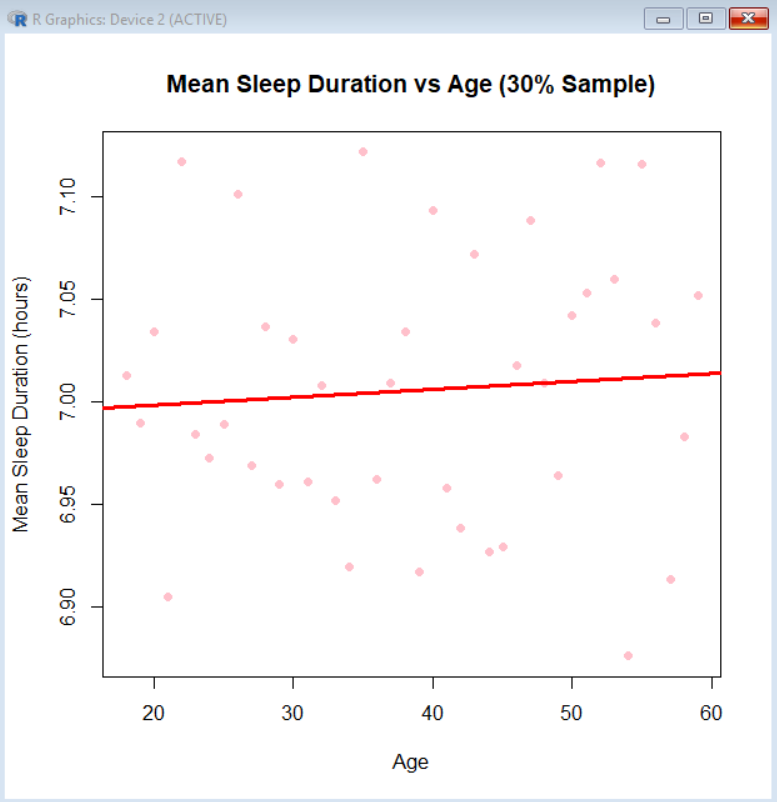 R Graphics: Device 2 (ACTIVE)
Mean Sleep Duration vs Age (30% Sample)
Mean Sleep Duration (hours)
7.10
7.05
7.00
6.95
6.90
20 30 40 50 60
Age